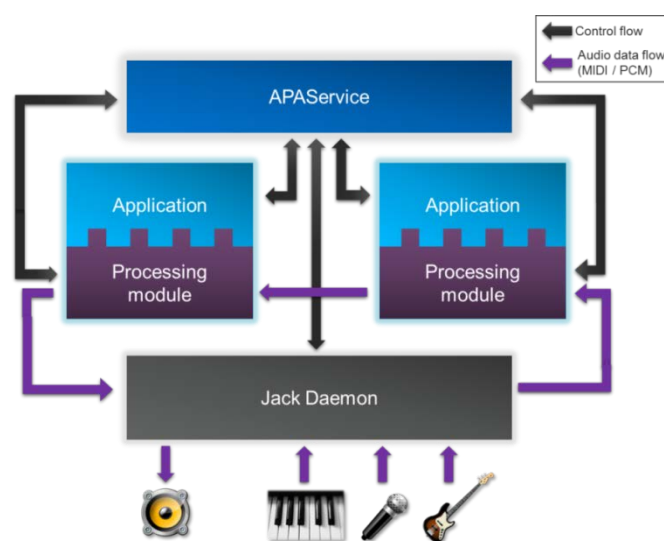 Control flow
Audio data flow
(MIDI / PCM)
APAService
Application
Application
Processing
module
Processing
module
Jack Daemon